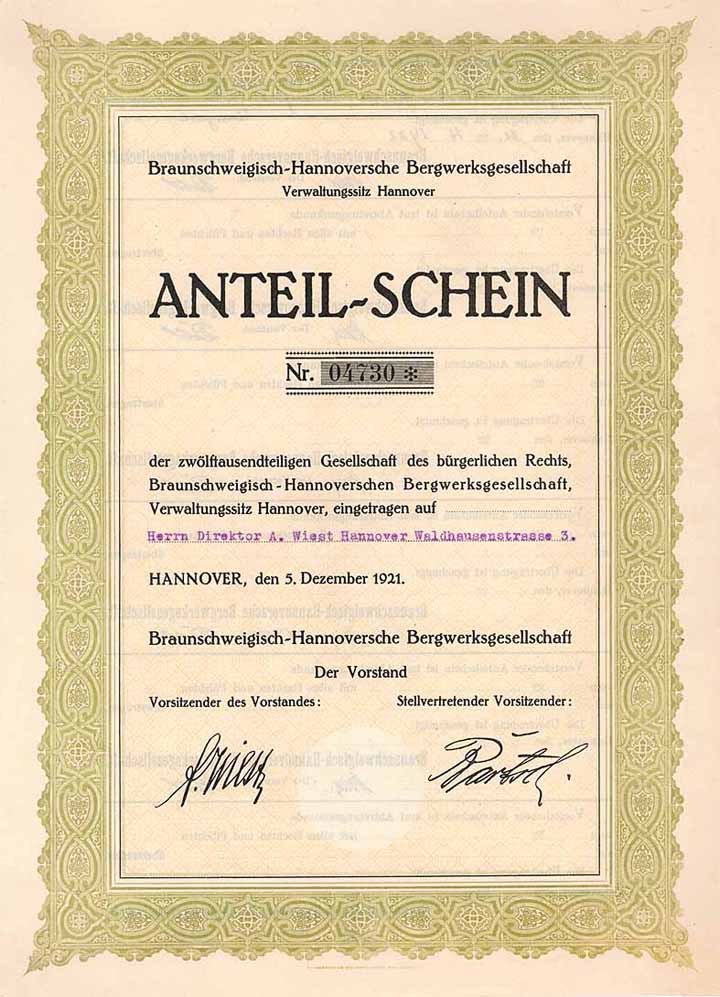 Braunschweigisch-Hannoversche Bergwerksgesellschaft
Verwaltungssitz Hannover
ANTEIL-SCHEIN
Nr. 04730 *
der zwölftausendteiligen Gesellschaft des bürgerlichen Rechts,
Braunschweigisch-Hannoverschen Bergwerksgesellschaft,
Verwaltungssitz Hannover, eingetragen auf
Herrn Direktor A. Wiest Hannover Waldhausenstrasse 3.
HANNOVER, den 5. Dezember 1921.
Braunschweigisch-Hannoversche Bergwerksgesellschaft
Der Vorstand
Vorsitzender des Vorstandes: Stellvertretender Vorsitzender: